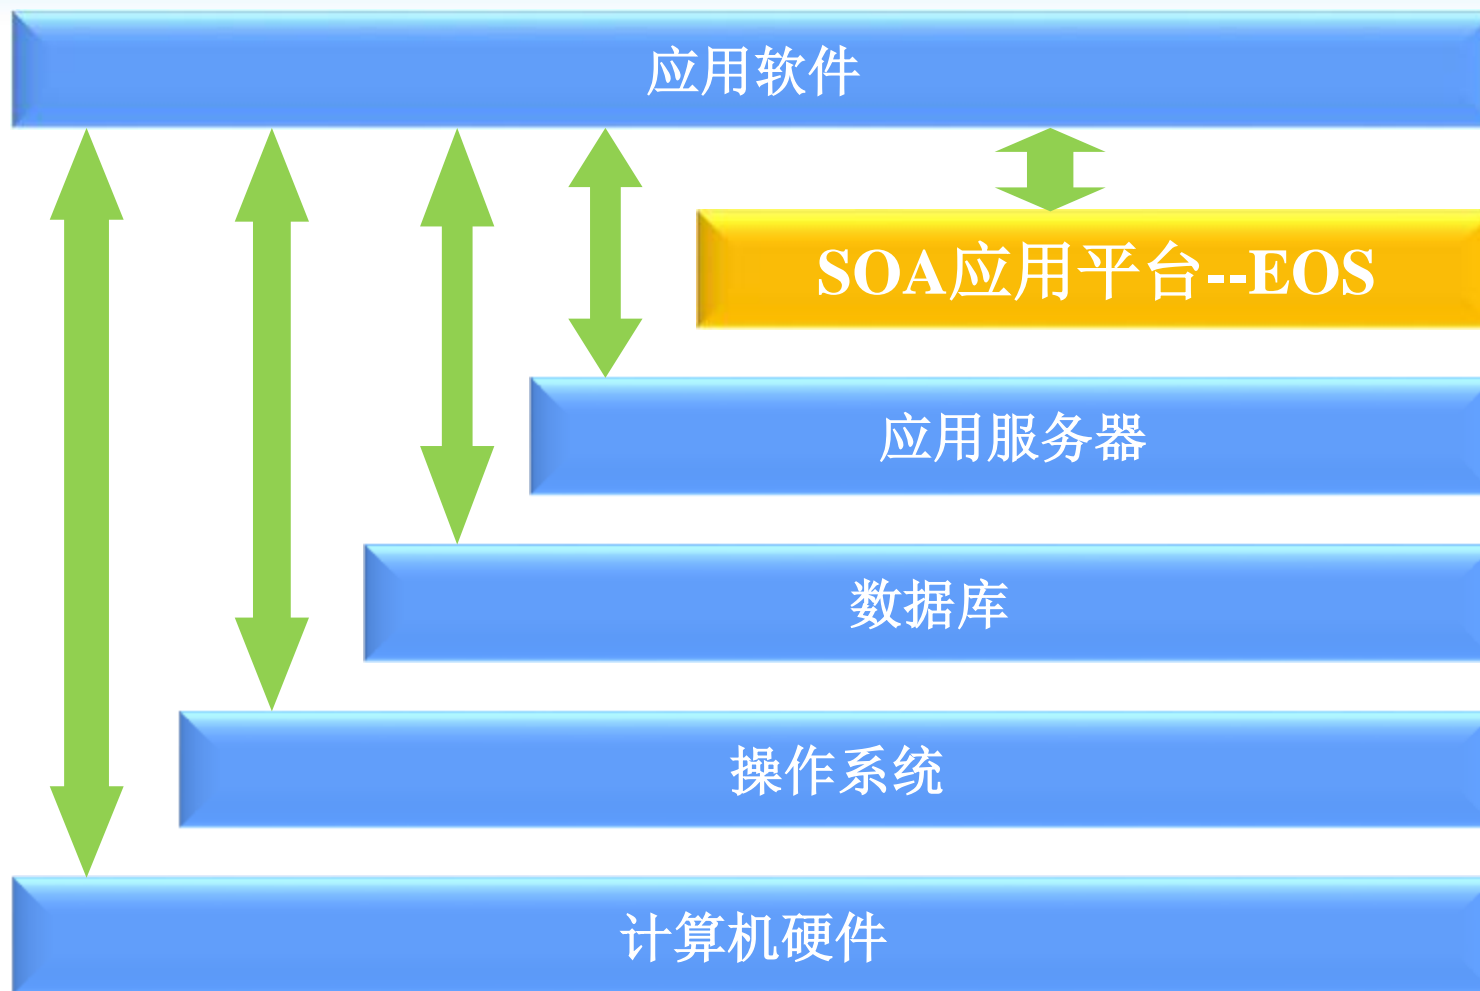 应用软件
SOA应用平台--EOS
应用服务器
数据库
操作系统
计算机硬件